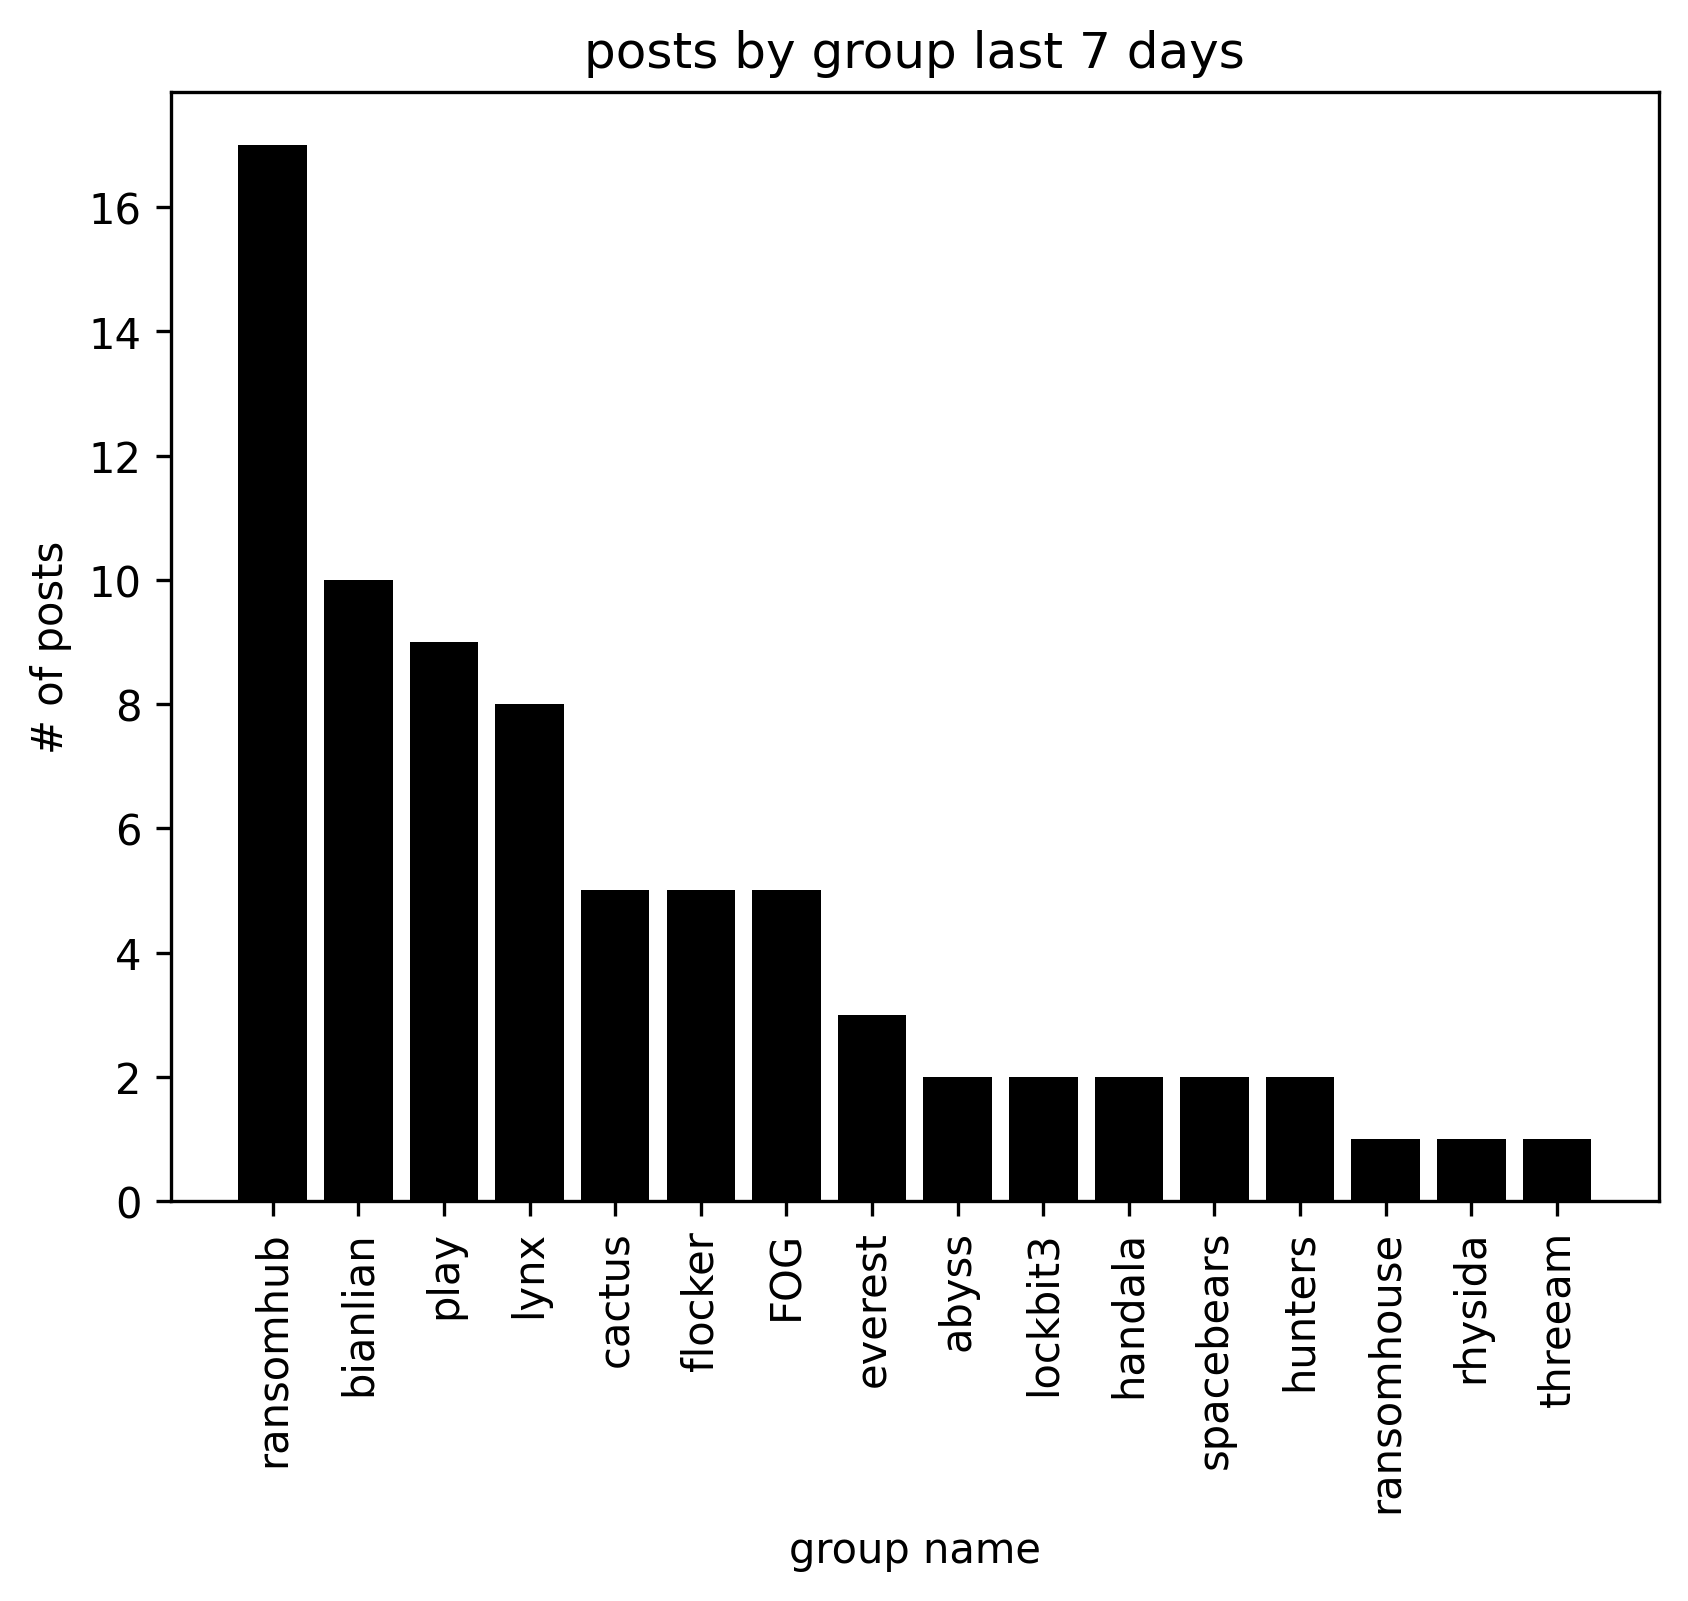 posts by group last 7 days
# of posts
16
14
12
10
8
6
4
2
0
ransomhub
bianlian
play
lynx
cactus
flocker
FOG
everest
abyss
lockbit3
handala
spacebears
hunters
ransomhouse
rhysida
threeam
group name